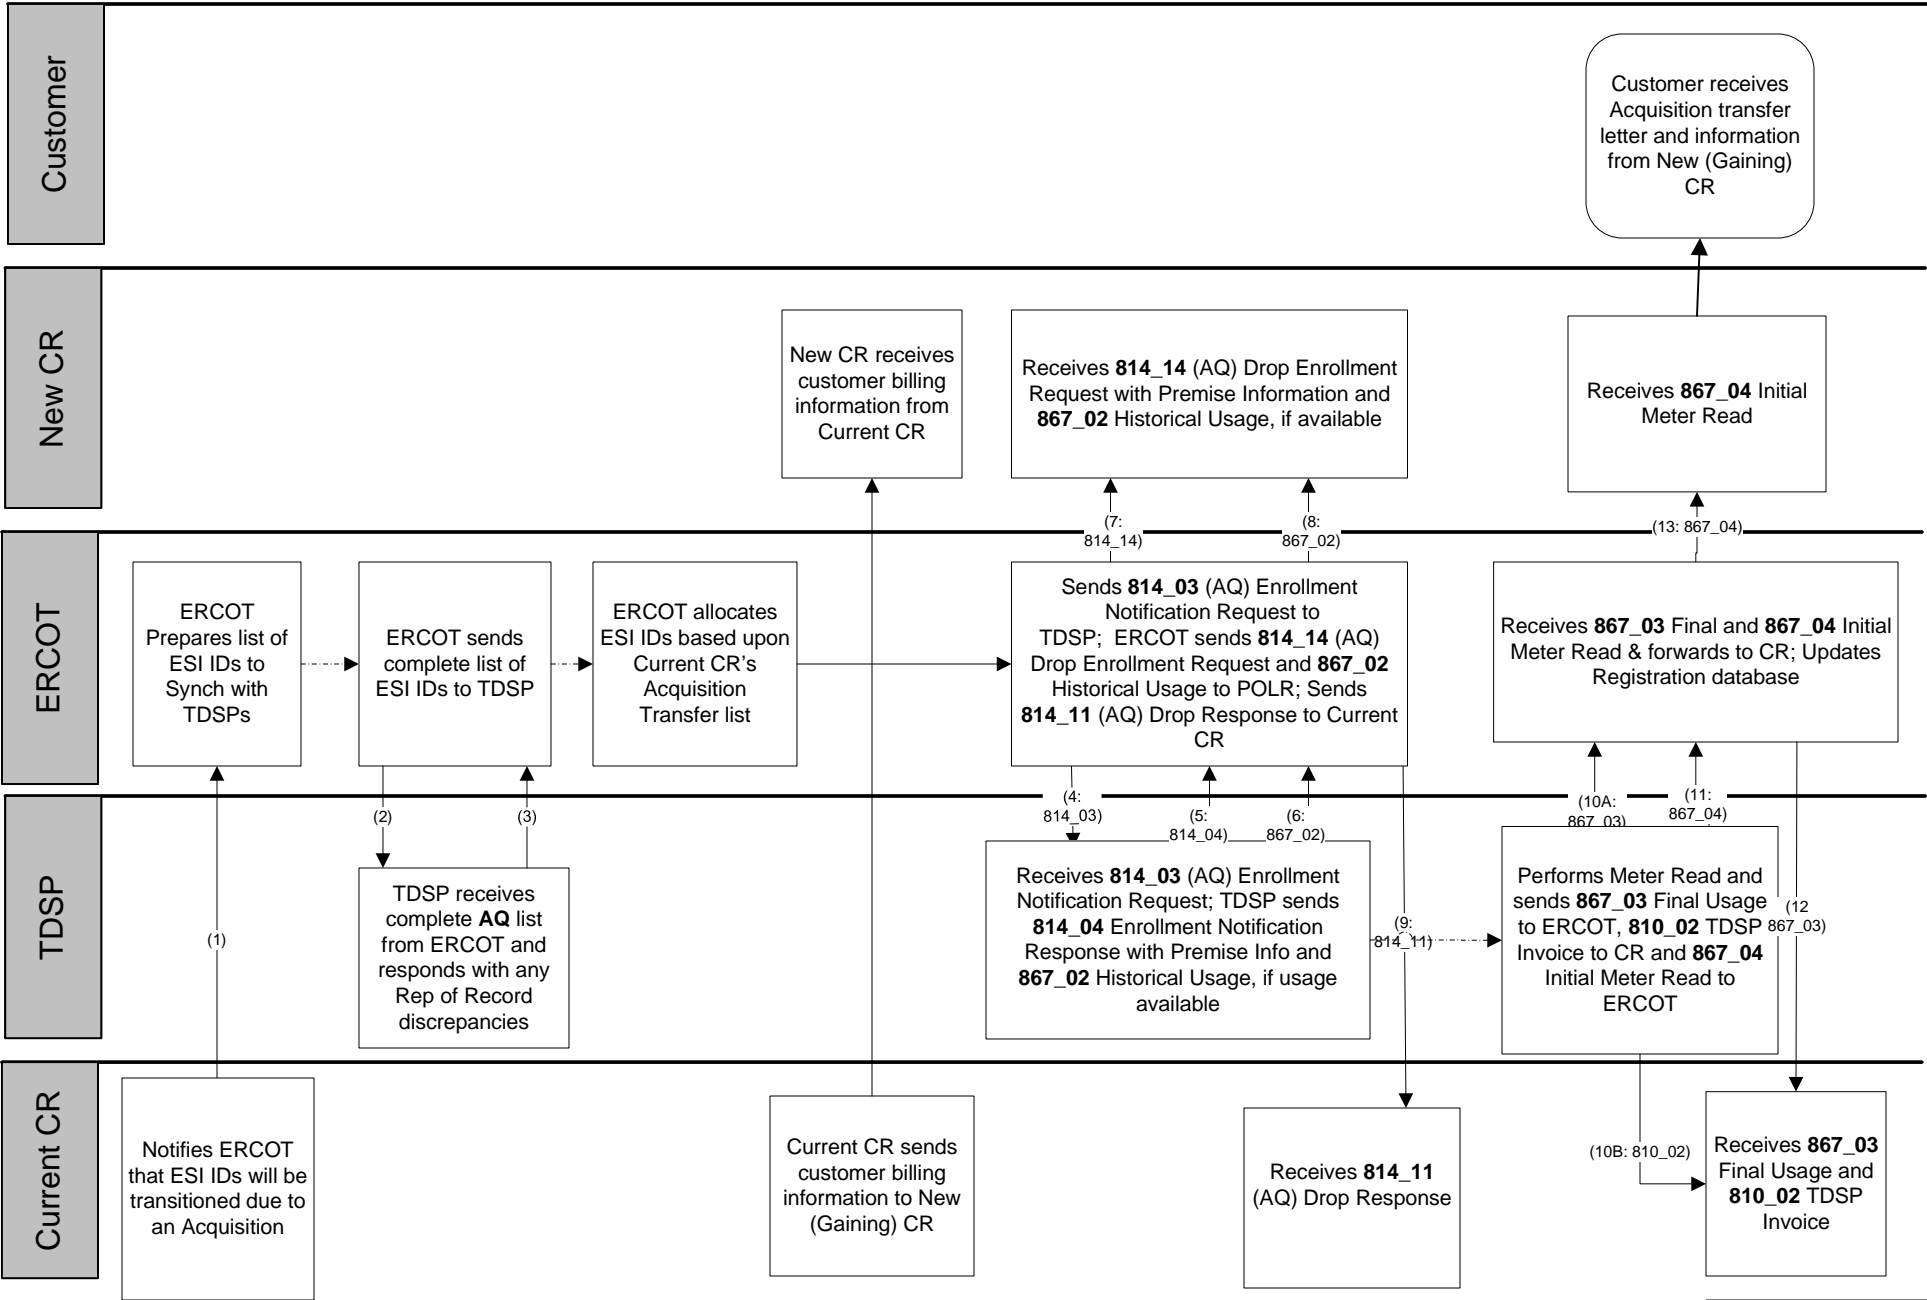 Customer
Customer receives
Acquisition transfer
letter and information
from New (Gaining)
CR
New CR
New CR receives
customer billing
information from
Current CR
Receives 814_14 (AQ) Drop Enrollment
Request with Premise Information and
867_02 Historical Usage, if available
Receives 867_04 Initial
Meter Read
(7:
814_14)
(8:
867_02)
(13: 867_04)
ERCOT
ERCOT
Prepares list of
ESI IDs to
Synch with
TDSPs
ERCOT sends
complete list of
ESI IDs to TDSP
ERCOT allocates
ESI IDs based upon
Current CR's
Acquisition
Transfer list
Sends 814_03 (AQ) Enrollment
Notification Request to
TDSP; ERCOT sends 814_14 (AQ)
Drop Enrollment Request and 867_02
Historical Usage to POLR; Sends
814_11 (AQ) Drop Response to Current
CR
Receives 867_03 Final and 867_04 Initial
Meter Read & forwards to CR; Updates
Registration database
(2)
(3)
(4:
814_03)
(5:
814_04)
(6:
867_02)
(10A:
867_03)
(11:
867_04)
TDSP
(1)
TDSP receives
complete AQ list
from ERCOT and
responds with any
Rep of Record
discrepancies
Receives 814_03 (AQ) Enrollment
Notification Request; TDSP sends
814_04 Enrollment Notification
Response with Premise Info and
867_02 Historical Usage, if usage
available
(9:
814_11)
Performs Meter Read and
sends 867_03 Final Usage
to ERCOT, 810_02 TDSP
Invoice to CR and 867_04
Initial Meter Read to
ERCOT
(12
867_03)
Current CR
Notifies ERCOT
that ESI IDs will be
transitioned due to
an Acquisition
Current CR sends
customer billing
information to New
(Gaining) CR
Receives 814_11
(AQ) Drop Response
(10B: 810_02)
Receives 867_03
Final Usage and
810_02 TDSP
Invoice